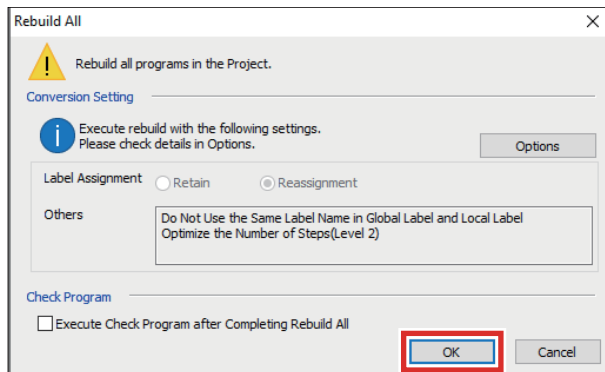 Rebuild All
Rebuild all programs in the Project.
Conversion Setting
Execute rebuild with the following settings.
Please check details in Options.
Options
Label Assignment
Retain
Reassignment
Others
Do Not Use the Same Label Name in Global Label and Local Label
Optimize the Number of Steps(Level 2)
Check Program
Execute Check Program after Completing Rebuild All
OK
Cancel